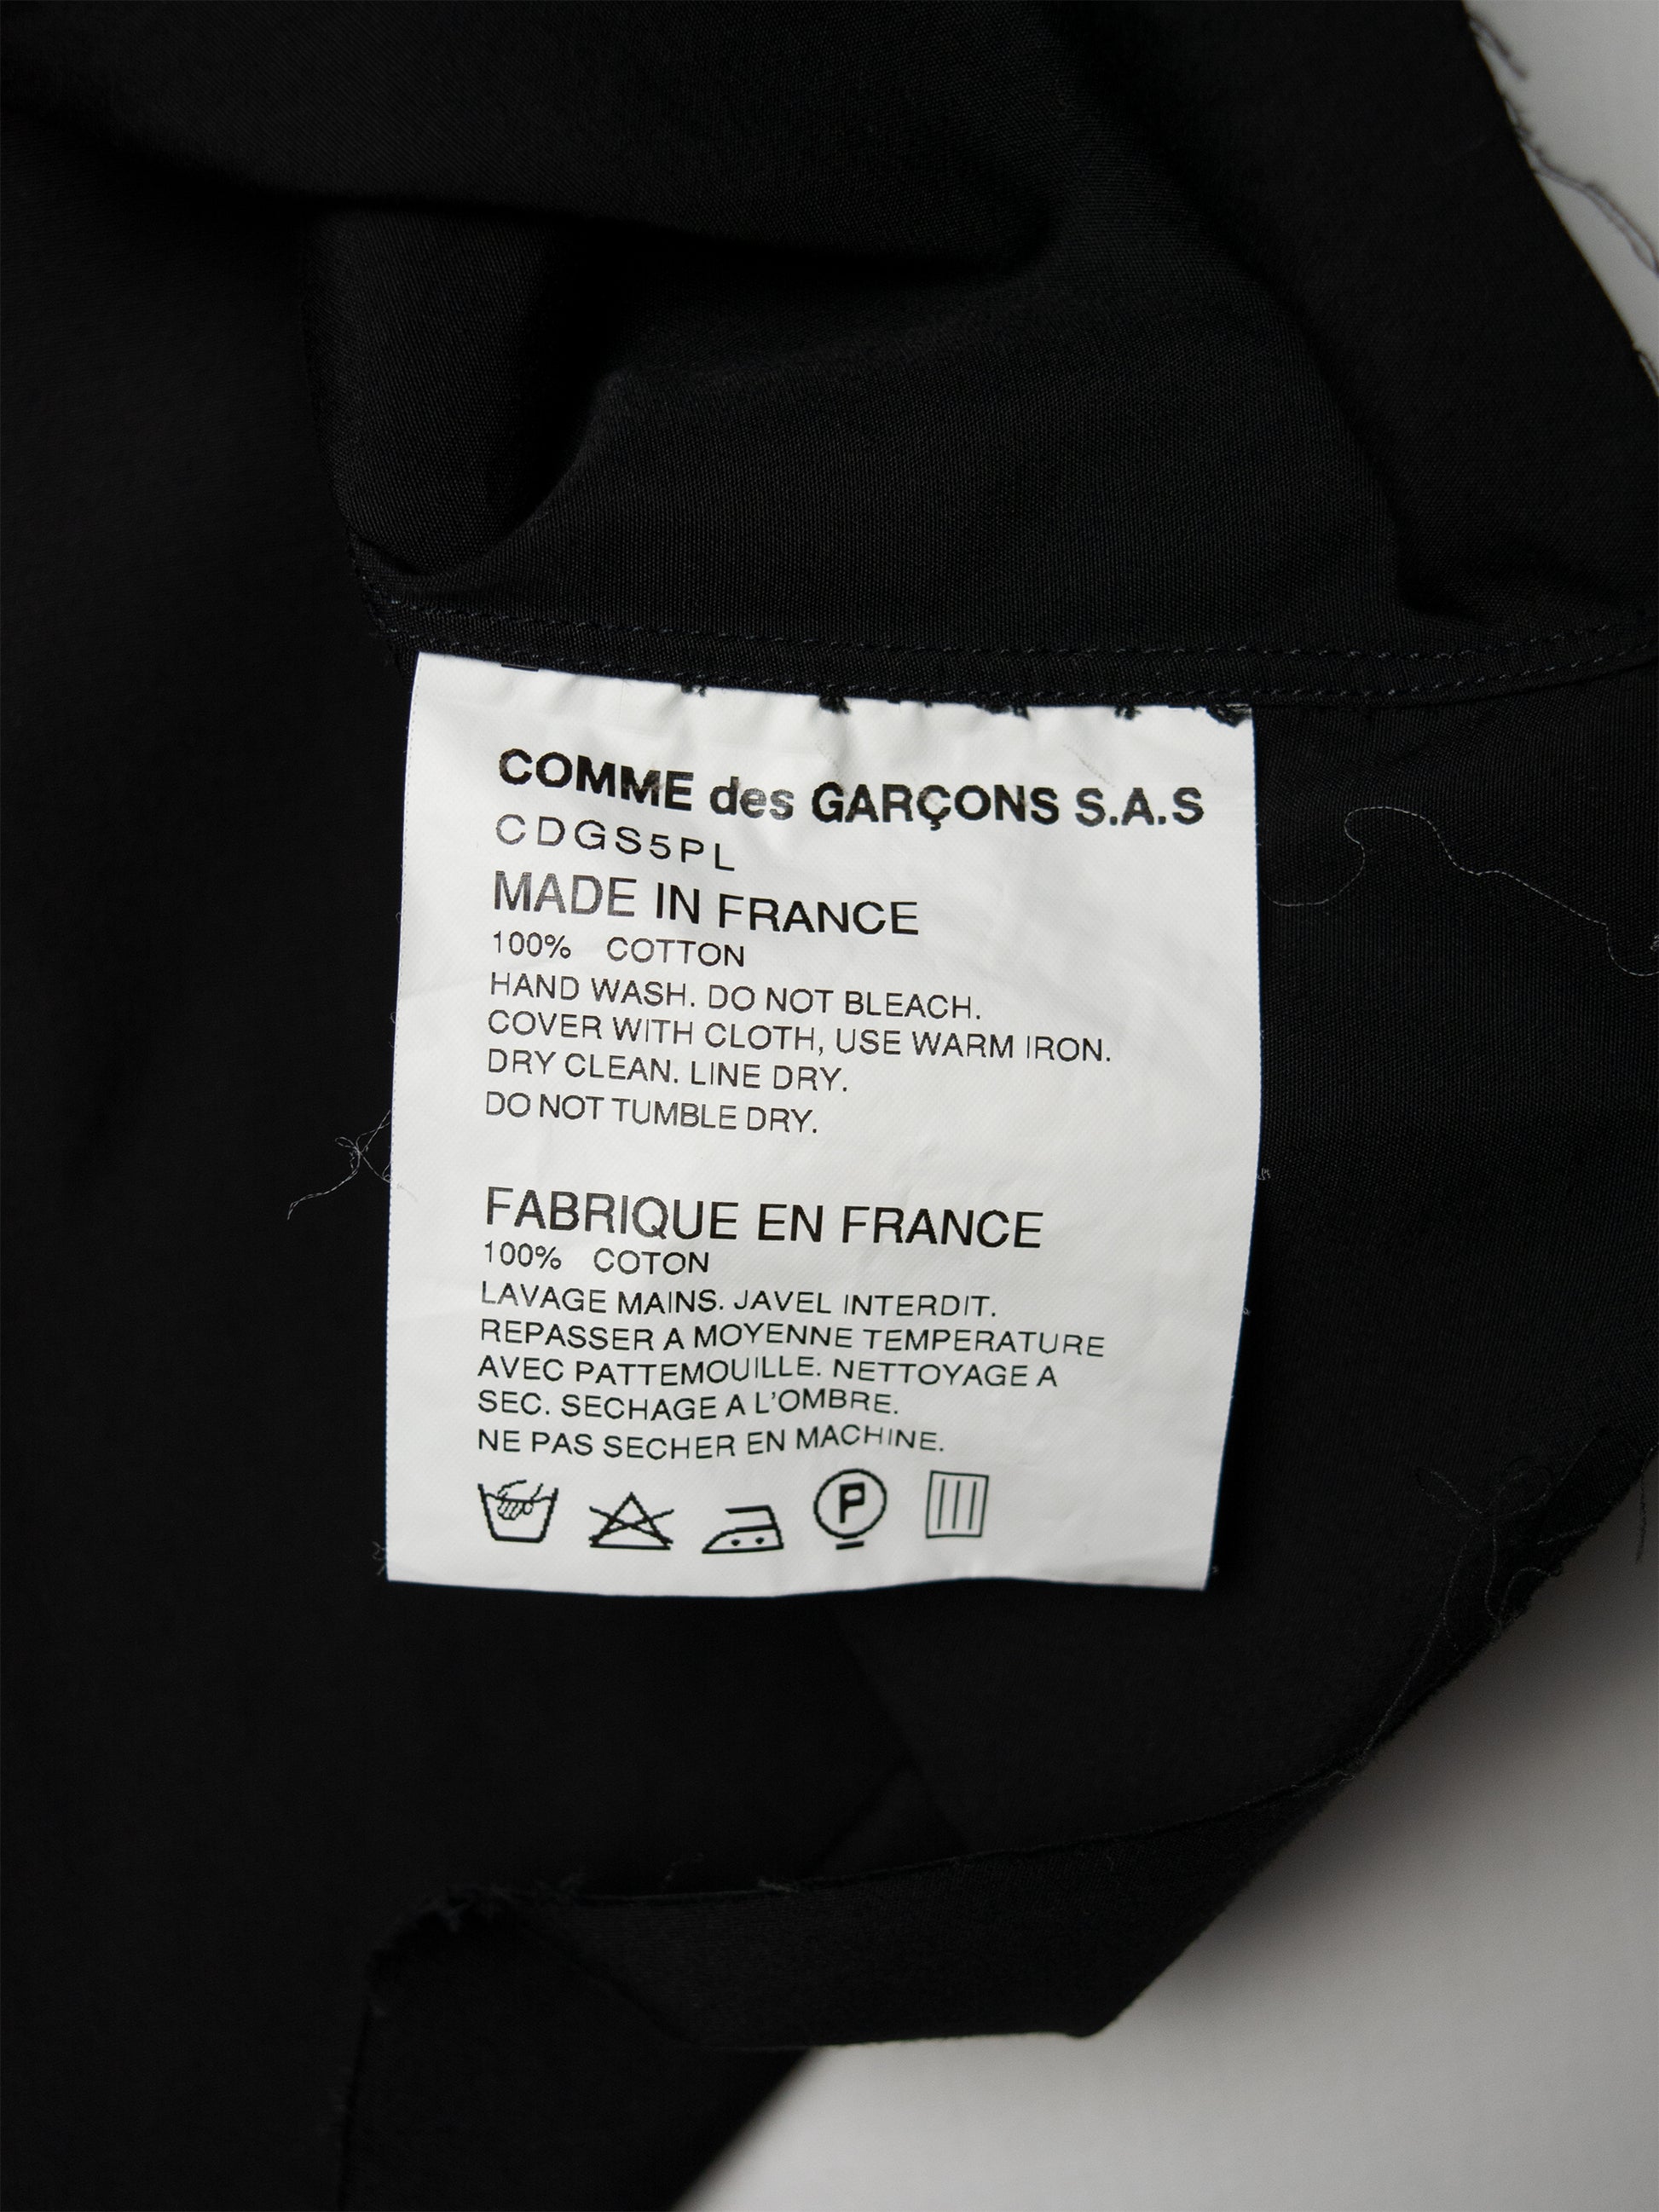 COMME des GARÇONS S.A.S
CDGS5PL
MADE IN FRANCE
100% COTTON
HAND WASH. DO NOT BLEACH.
COVER WITH CLOTH, USE WARM IRON.
DRY CLEAN. LINE DRY.
DO NOT TUMBLE DRY.
FABRIQUE EN FRANCE
100% COTON
LAVAGE MAINS. JAVEL INTERDIT.
REPASSER A MOYENNE TEMPERATURE
AVEC PATTEMOUILLE. NETTOYAGE A
SEC. SECHAGE A L'OMBRE.
NE PAS SECHER EN MACHINE.
P